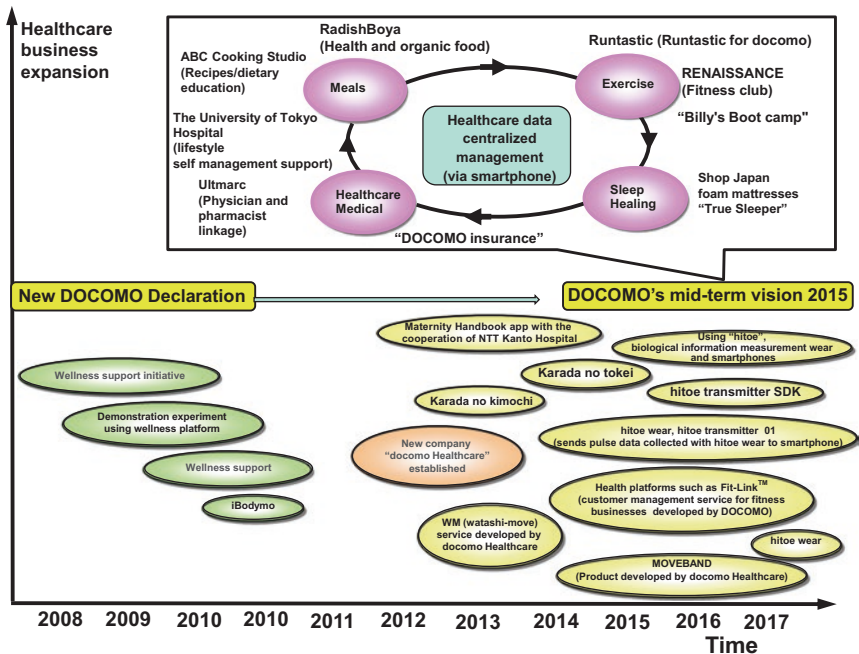 Healthcare
business
expansion
RadishBoya
(Health and organic food)
ABC Cooking Studio
(Recipes/dietary
education)
Runtastic (Runtastic for docomo)
RENAISSANCE
(Fitness club)
Meals
Exercise
The University of Tokyo
Hospital
(lifestyle
self management support)
Healthcare data
centralized
management
(via smartphone)
“Billy's Boot camp"
Ultmarc
(Physician and
pharmacist
linkage)
Healthcare
Medical
Sleep
Healing
Shop Japan
foam mattresses
“True Sleeper”
“DOCOMO insurance”
New DOCOMO Declaration
DOCOMO's mid-term vision 2015
Maternity Handbook app with the
cooperation of NTT Kanto Hospital
Using “hitoe”,
biological information measurement wear
and smartphones
Wellness support initiative
Karada no tokei
hitoe transmitter SDK
Karada no kimochi
Demonstration experiment
using wellness platform
hitoe wear, hitoe transmitter 01
(sends pulse data collected with hitoe wear to smartphone)
New company
“docomo Healthcare”
established
Wellness support
Health platforms such as Fit-Link™
(customer management service for fitness
businesses developed by DOCOMO)
iBodymo
WM (watashi-move)
service developed by
docomo Healthcare
hitoe wear
MOVEBAND
(Product developed by docomo Healthcare)
2008 2009 2010 2010 2011 2012 2013 2014 2015 2016 2017
Time